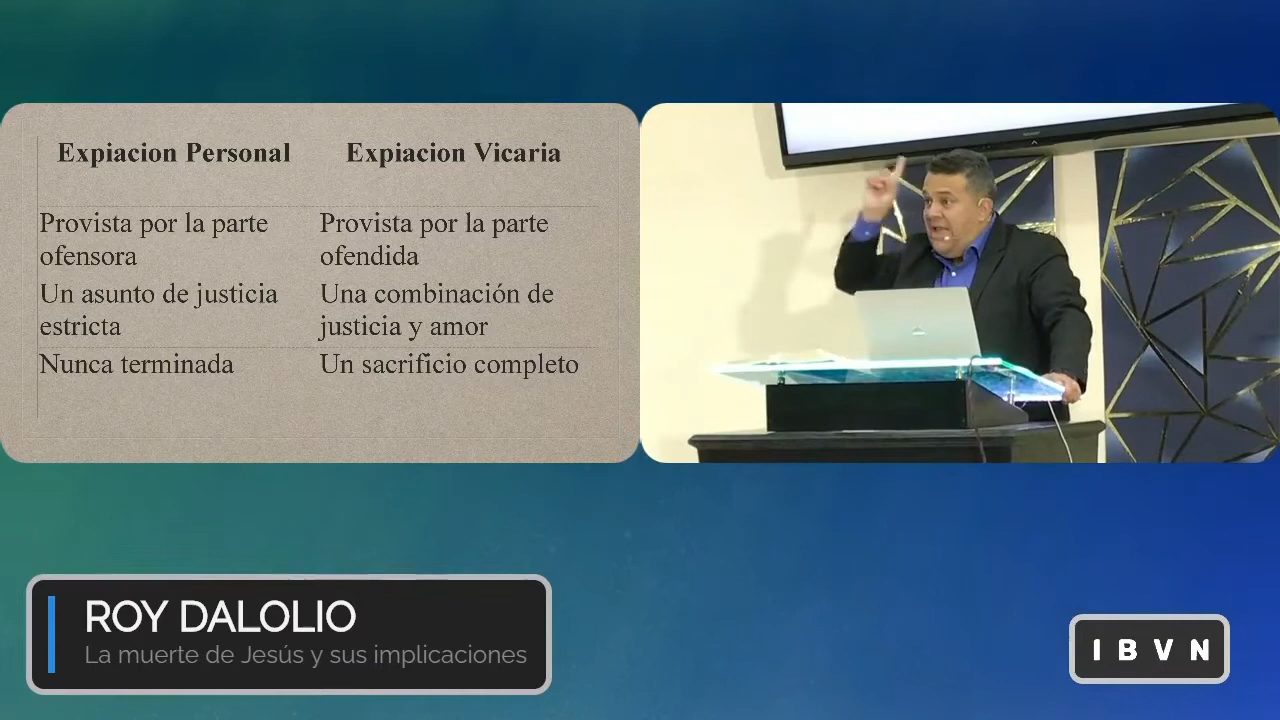 Expiacion Personal Expiacion Vicaria
Provista por la parte Provista por la parte
ofensora ofendida
Un asunto de justicia Una combinación de
estricta justicia y amor
Nunca terminada Un sacrificio completo
ROY DALOLIO
La muerte de Jesús y sus implicaciones
IBVN